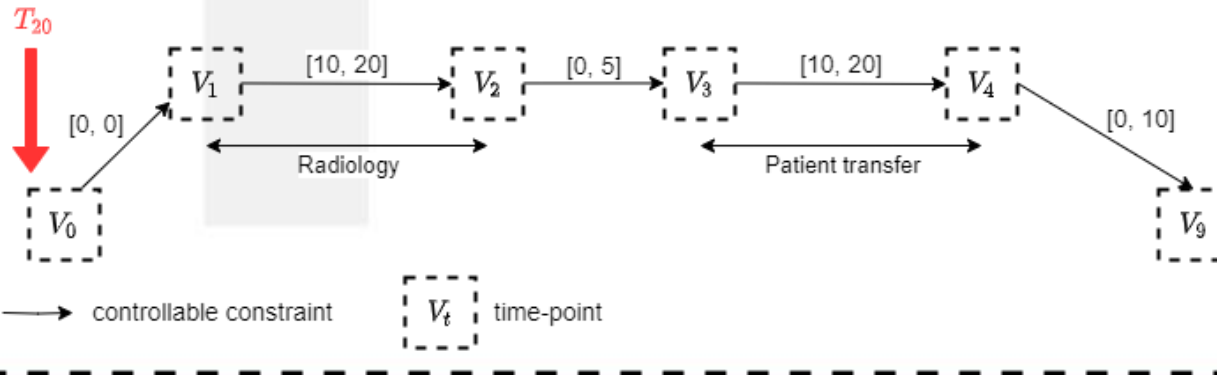 T₂₀
V₁
[10, 20]
V₂
[0, 5]
V₃
[10, 20]
V₄
[0, 0]
[0, 10]
Radiology
Patient transfer
V₀
V₉
controllable constraint
Vₜ
time-point